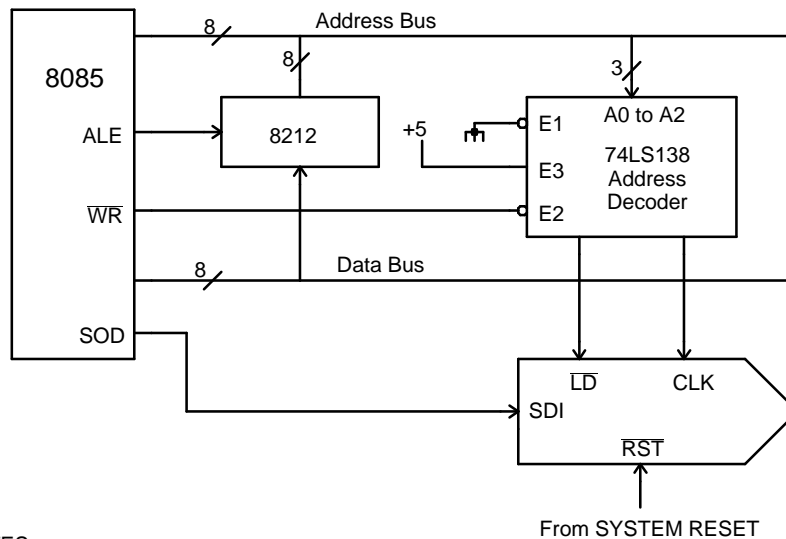 8
Address Bus
8085
8
3
ALE
8212
+5
E1
A0 to A2
E3
74LS138
Address
Decoder
WR
E2
8
Data Bus
SOD
LD
CLK
SDI
RST
From SYSTEM RESET